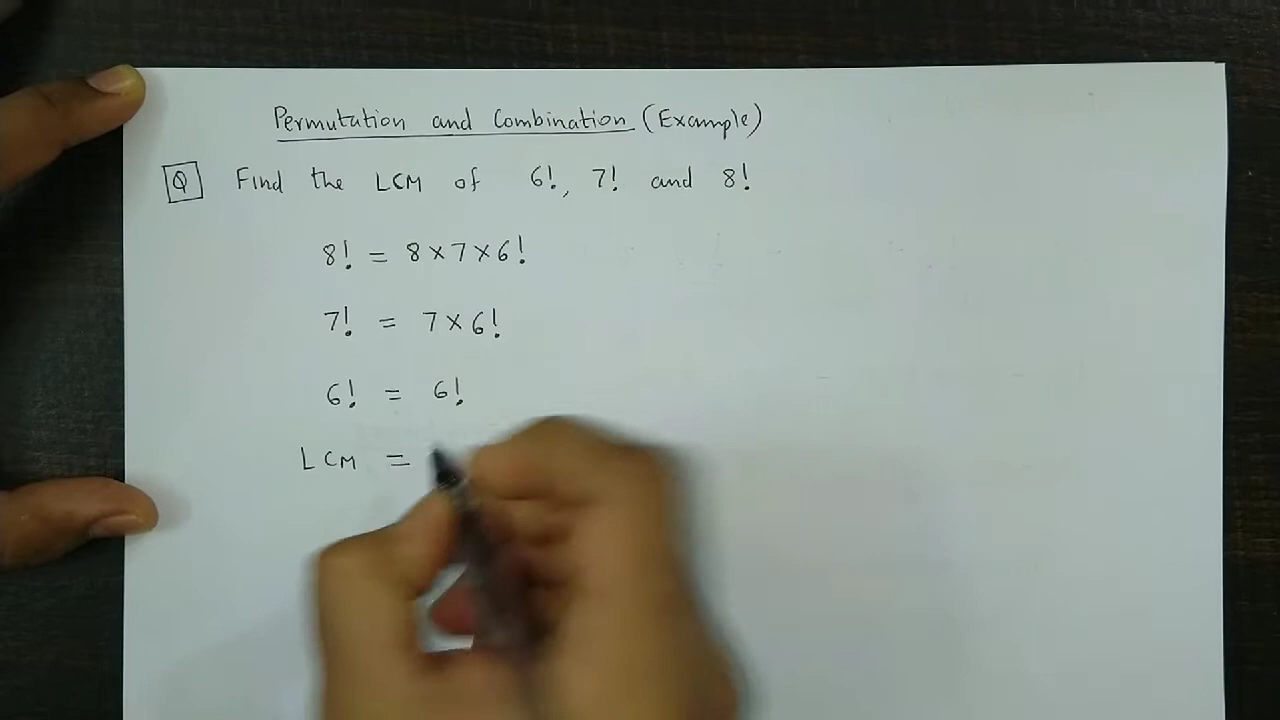 Permutation and Combination (Example)
Q Find the LCM of 6!, 7! and 8!
8! = 8×7×6!
7! = 7×6!
6! = 6!
LCM =